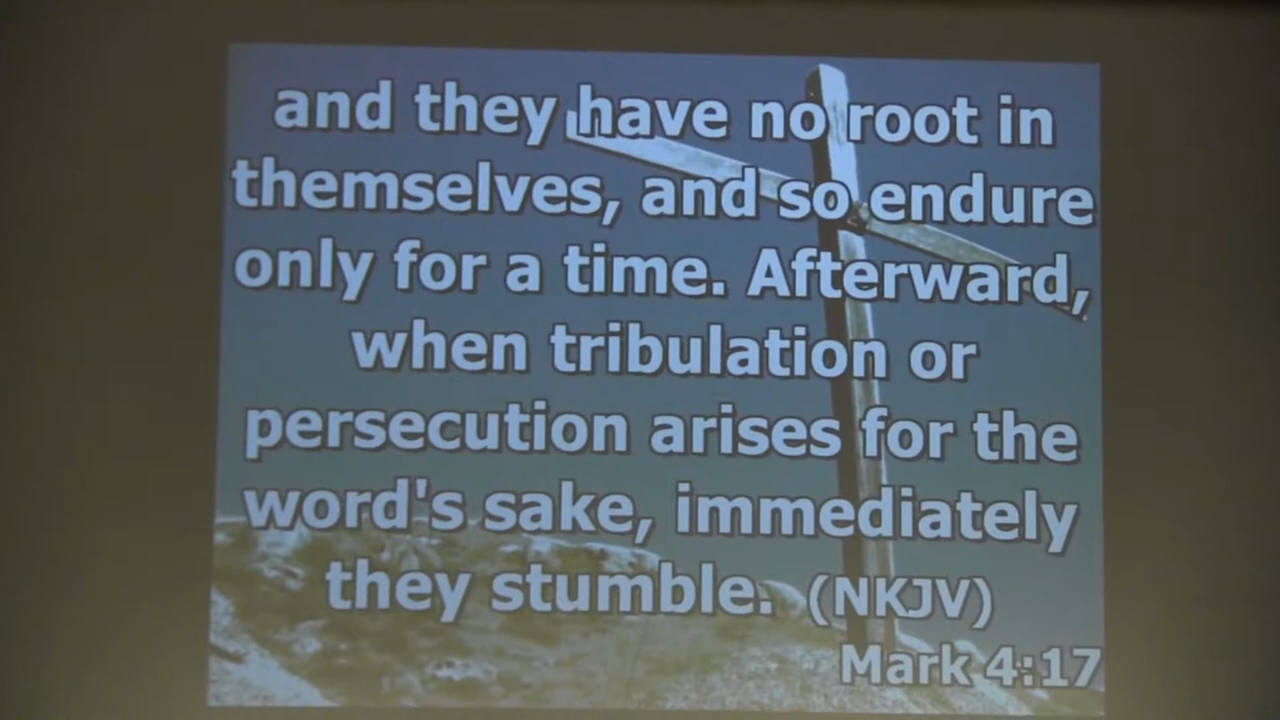 and they have no root in
themselves, and so endure
only for a time. Afterward,
when tribulation or
persecution arises for the
word's sake, immediately
they stumble. (NKJV)
Mark 4:17